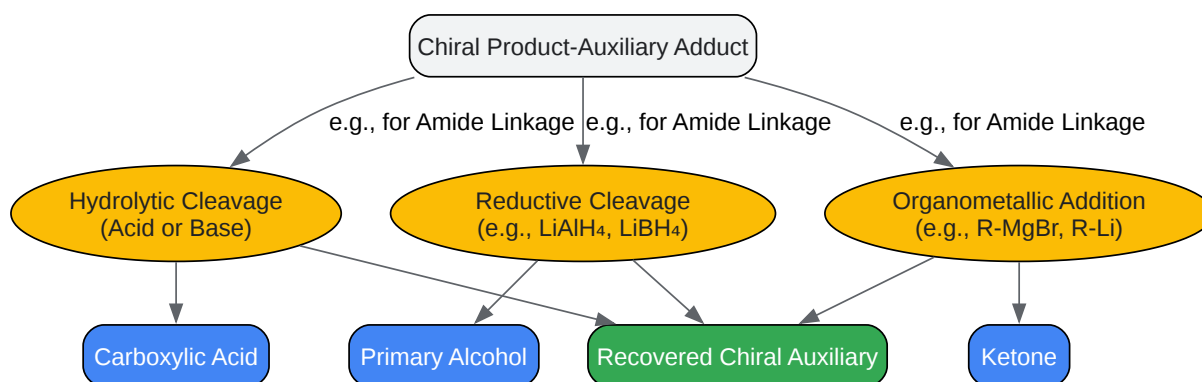 Chiral Product-Auxiliary Adduct
e.g., for Amide Linkage
e.g., for Amide Linkage
e.g., for Amide Linkage
Hydrolytic Cleavage
(Acid or Base)
Reductive Cleavage
(e.g., LiAlH₄, LiBH₄)
Organometallic Addition
(e.g., R-MgBr, R-Li)
Carboxylic Acid
Primary Alcohol
Recovered Chiral Auxiliary
Ketone